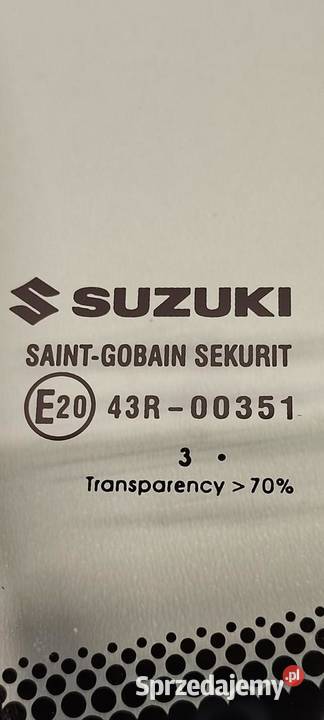 SUZUKI
SAINT-GOBAIN SEKURIT
E20 43R-00351
3 .
Transparency > 70%
Sprzedajemy.pl